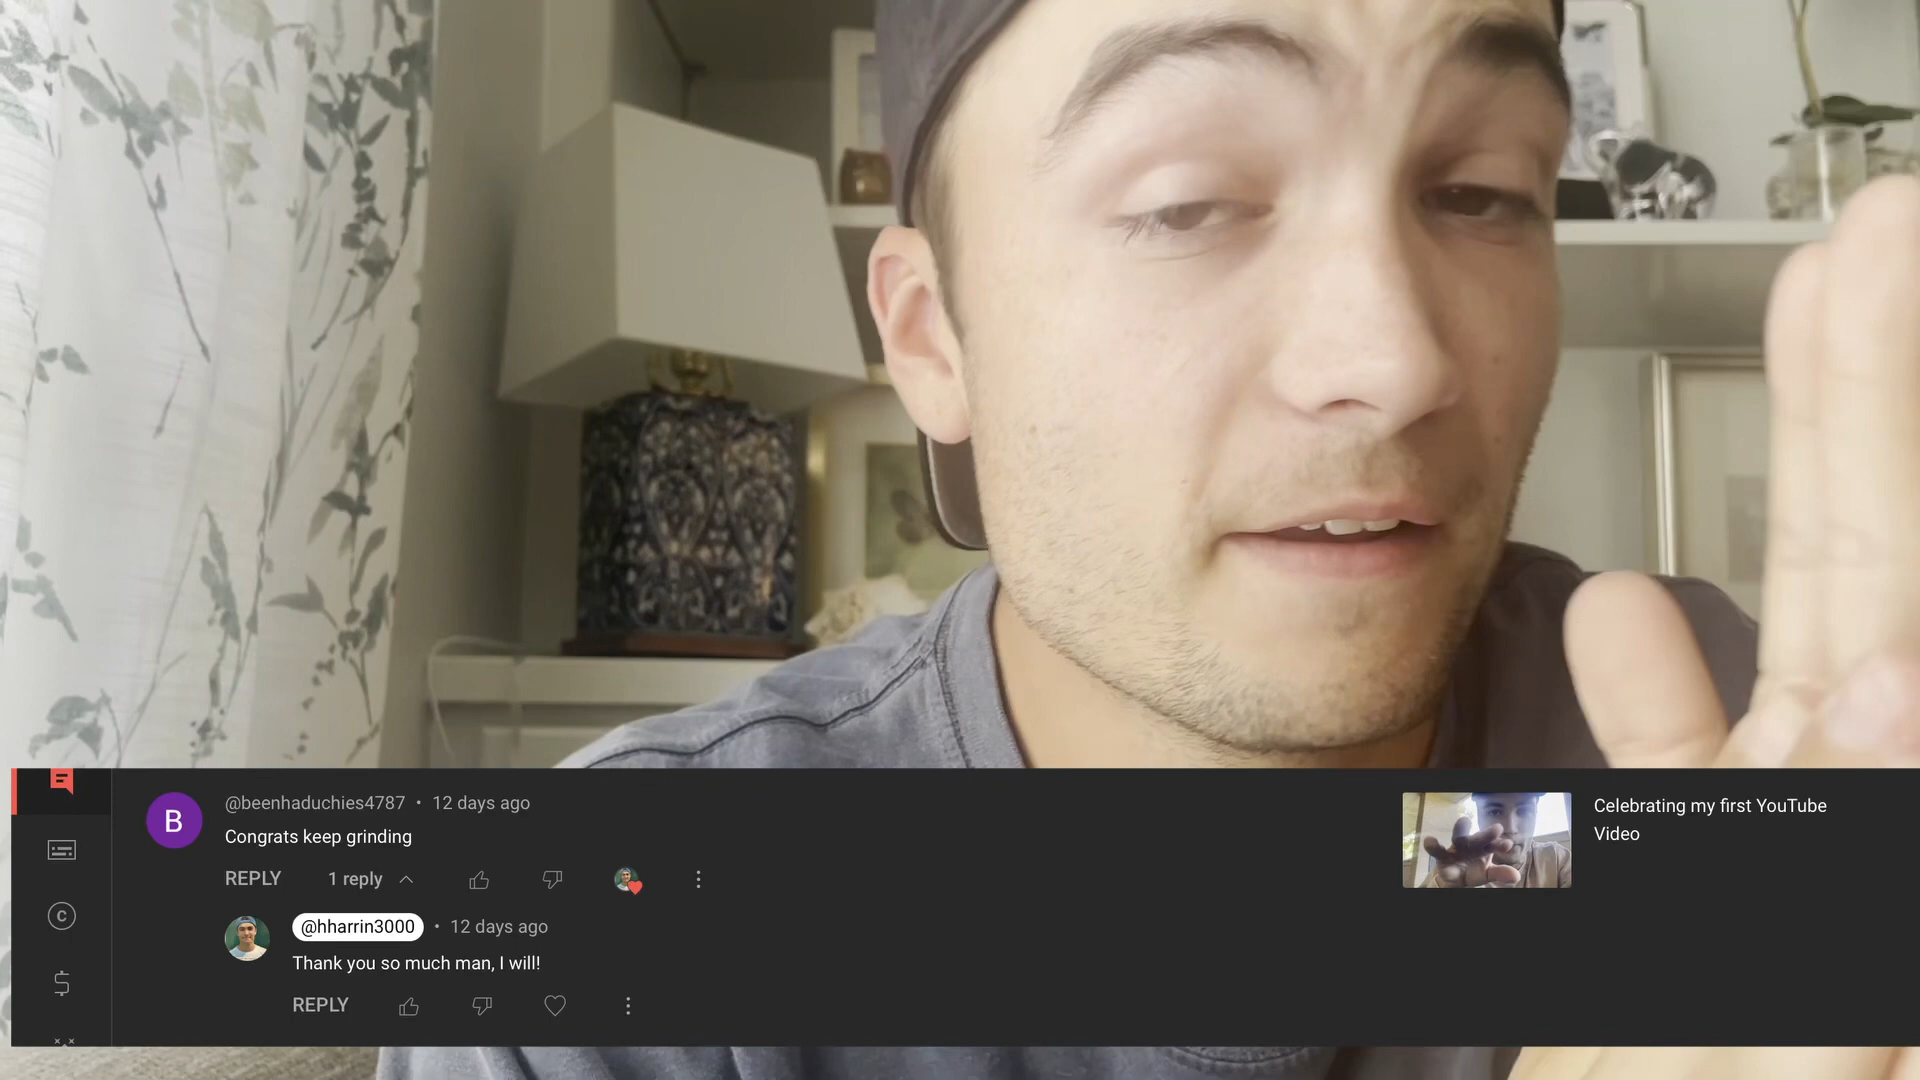 @beenhaduchies4787 • 12 days ago
Congrats keep grinding
REPLY 1 reply
@hharrin3000 • 12 days ago
Thank you so much man, I will!
REPLY
Celebrating my first YouTube
Video
B